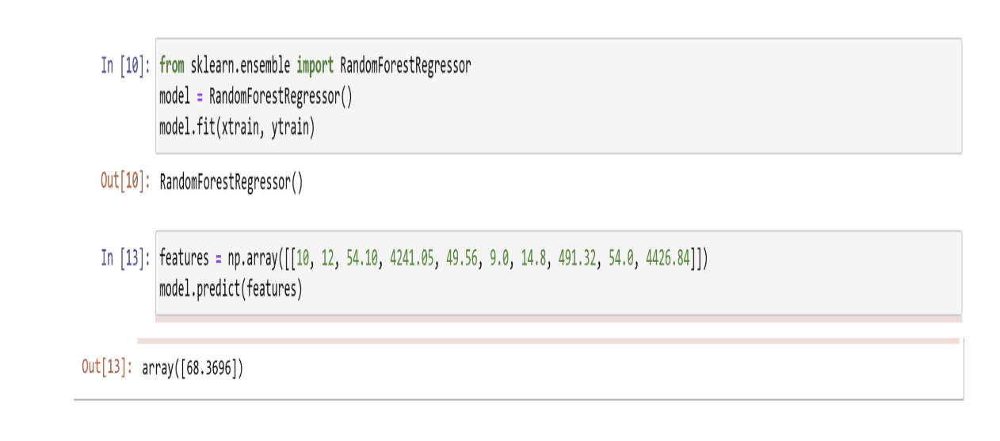 In [10]: from sklearn.ensemble import RandomForestRegressor
model = RandomForestRegressor()
model.fit(xtrain, ytrain)
Out[10]: RandomForestRegressor()
In [13]: features = np.array([[10, 12, 54.10, 4241.05, 49.56, 9.0, 14.8, 491.32, 54.0, 4426.84]])
model.predict(features)
Out[13]: array([68.3696])